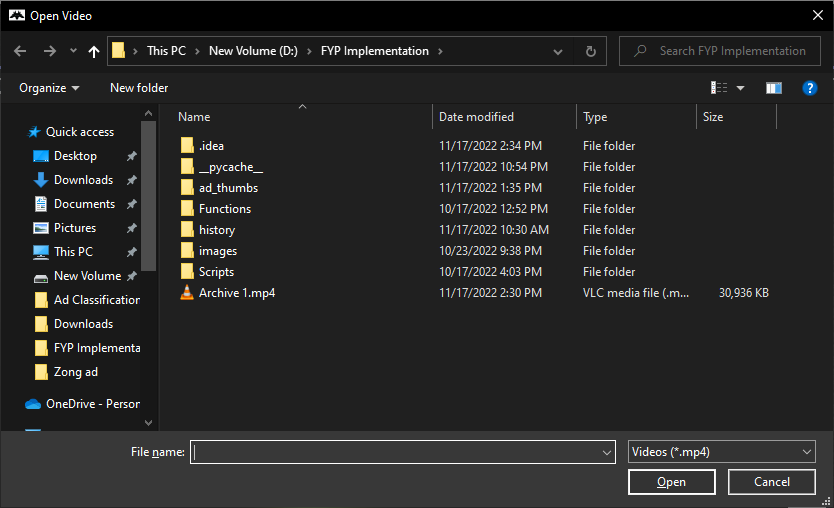 Open Video
This PC > New Volume (D:) > FYP Implementation >
Search FYP Implementation
Organize
New folder
?
Name
Date modified
Type
Size
Quick access
Desktop
Downloads
Documents
Pictures
This PC
New Volume
Ad Classification
Downloads
FYP Implementa
Zong ad
OneDrive - Person
.idea 11/17/2022 2:34 PM File folder
__pycache__ 11/17/2022 10:54 PM File folder
ad_thumbs 11/17/2022 1:35 PM File folder
Functions 10/17/2022 12:52 PM File folder
history 11/17/2022 10:30 AM File folder
images 10/23/2022 9:38 PM File folder
Scripts 10/17/2022 4:03 PM File folder
Archive 1.mp4 11/17/2022 2:30 PM VLC media file (.m... 30,936 KB
File name:
Videos (*.mp4)
Open
Cancel